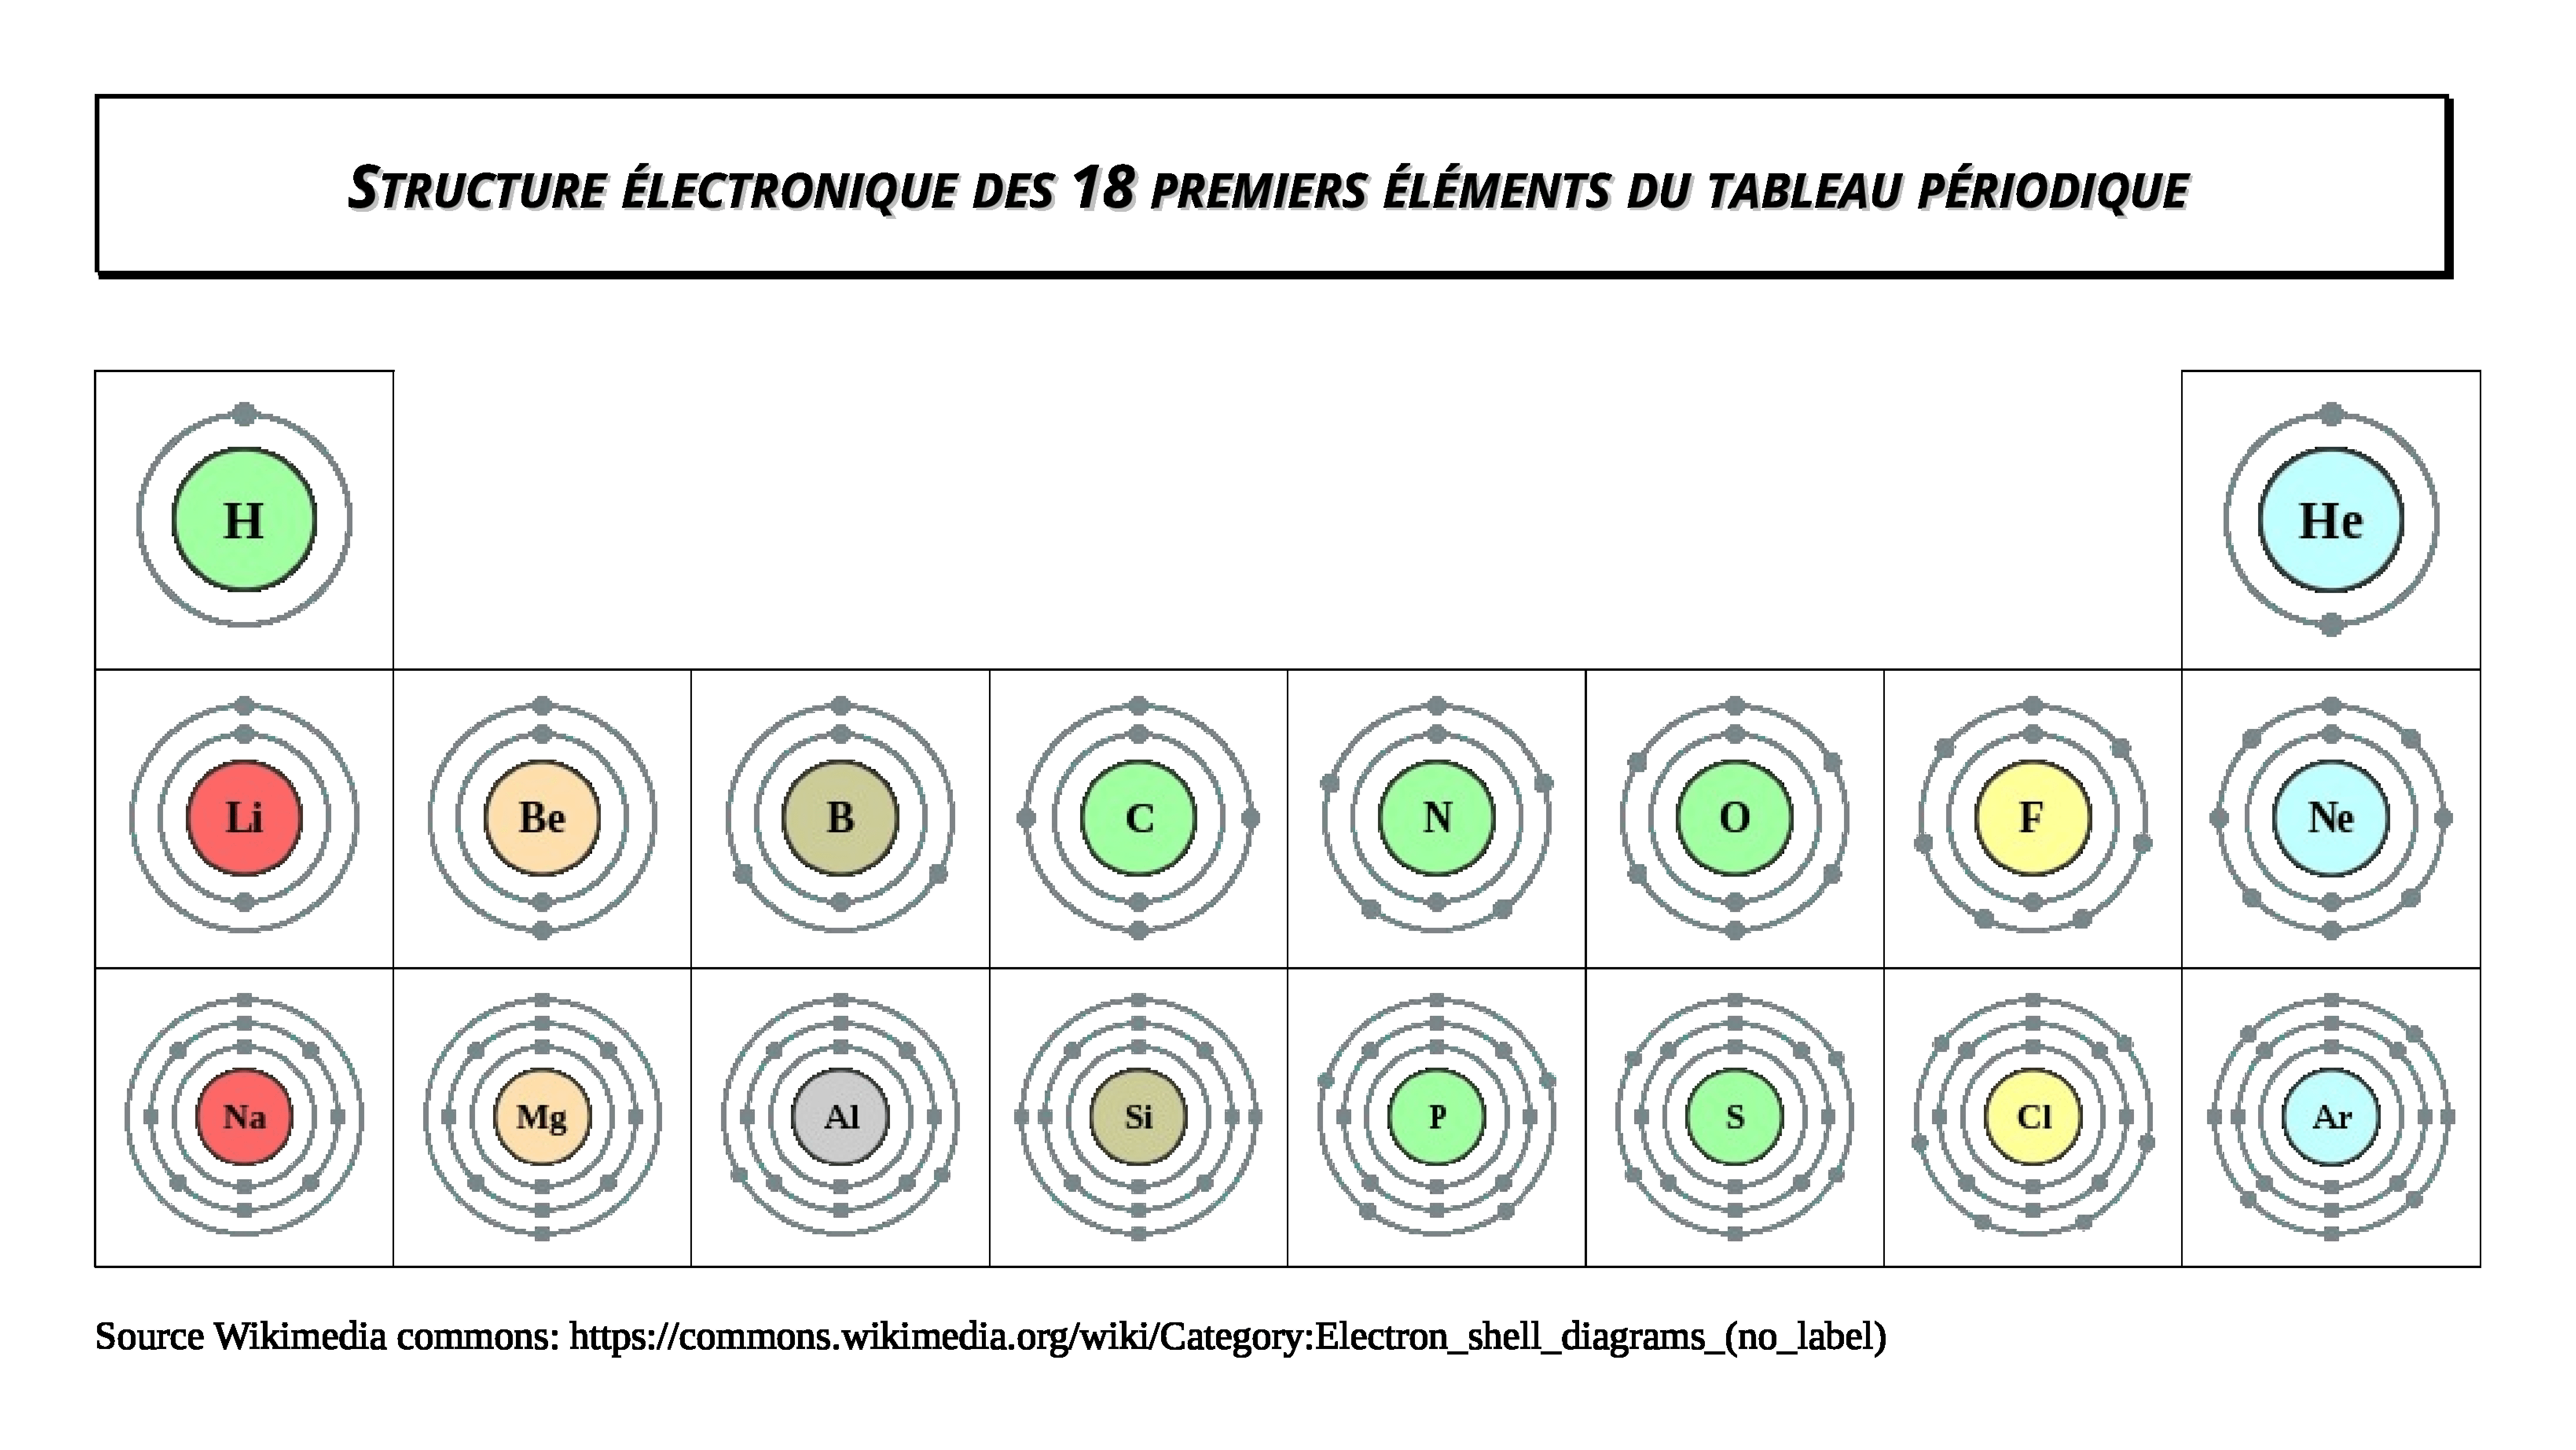 Structure électronique des 18 premiers éléments du tableau périodique
H He
Li Be B C N O F Ne
Na Mg Al Si P S Cl Ar
Source Wikimedia commons: https://commons.wikimedia.org/wiki/Category:Electron_shell_diagrams_(no_label)